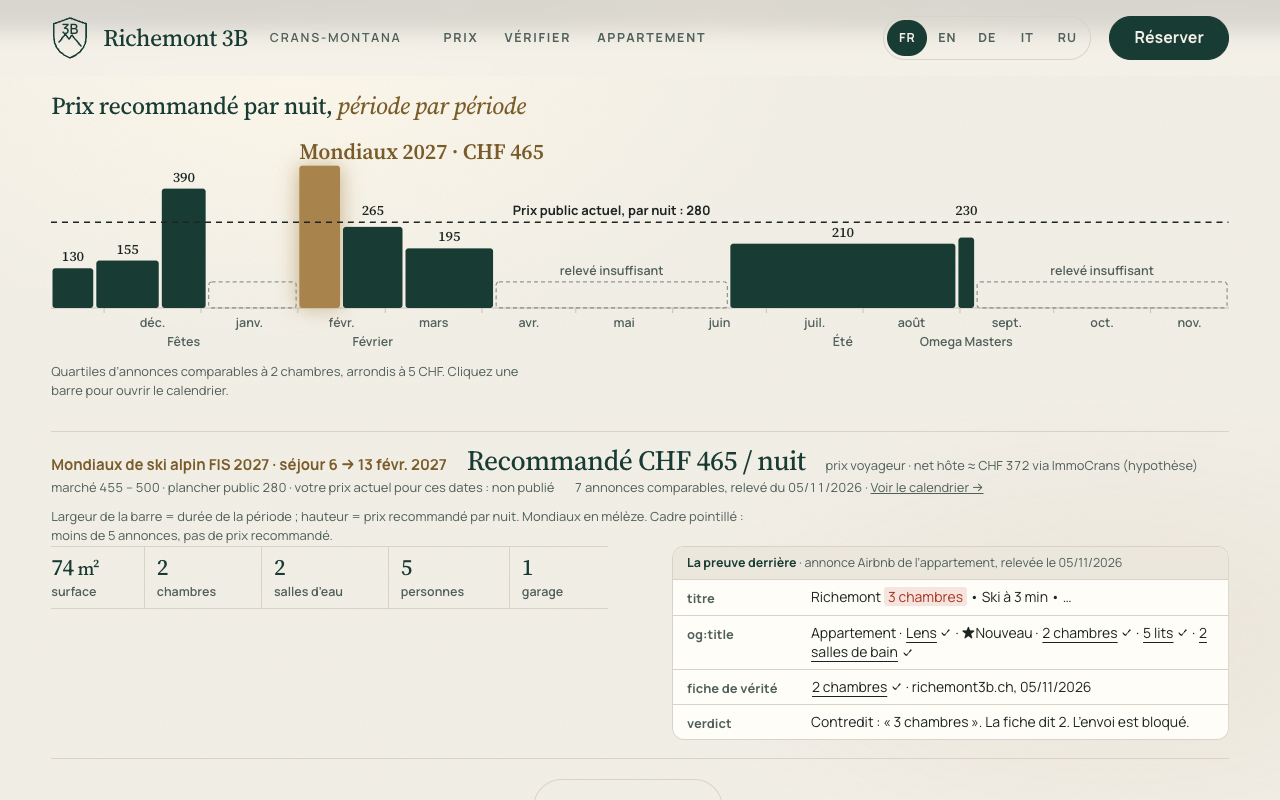 3B
Richemont 3B CRANS-MONTANA PRIX VÉRIFIER APPARTEMENT FR EN DE IT RU Réserver
Prix recommandé par nuit, période par période
Mondiaux 2027 · CHF 465
390
265 Prix public actuel, par nuit : 280 230
130 155 195 210
relevé insuffisant relevé insuffisant
déc. janv. févr. mars avr. mai juin juil. août sept. oct. nov.
Fêtes Février Été Omega Masters
Quartiles d’annonces comparables à 2 chambres, arrondis à 5 CHF. Cliquez une
barre pour ouvrir le calendrier.
Mondiaux de ski alpin FIS 2027 · séjour 6 → 13 févr. 2027 Recommandé CHF 465 / nuit prix voyageur · net hôte ≈ CHF 372 via ImmoCrans (hypothèse)
marché 455 – 500 · plancher public 280 · votre prix actuel pour ces dates : non publié 7 annonces comparables, relevé du 05/11/2026 · Voir le calendrier →
Largeur de la barre = durée de la période ; hauteur = prix recommandé par nuit. Mondiaux en mélèze. Cadre pointillé :
moins de 5 annonces, pas de prix recommandé.
74 m² 2 2 5 1
surface chambres salles d’eau personnes garage
La preuve derrière · annonce Airbnb de l’appartement, relevée le 05/11/2026
titre Richemont 3 chambres • Ski à 3 min • …
og:title Appartement · Lens ✓ · ★Nouveau · 2 chambres ✓ · 5 lits ✓ · 2
salles de bain ✓
fiche de vérité 2 chambres ✓ · richemont3b.ch, 05/11/2026
verdict Contredit : « 3 chambres ». La fiche dit 2. L’envoi est bloqué.